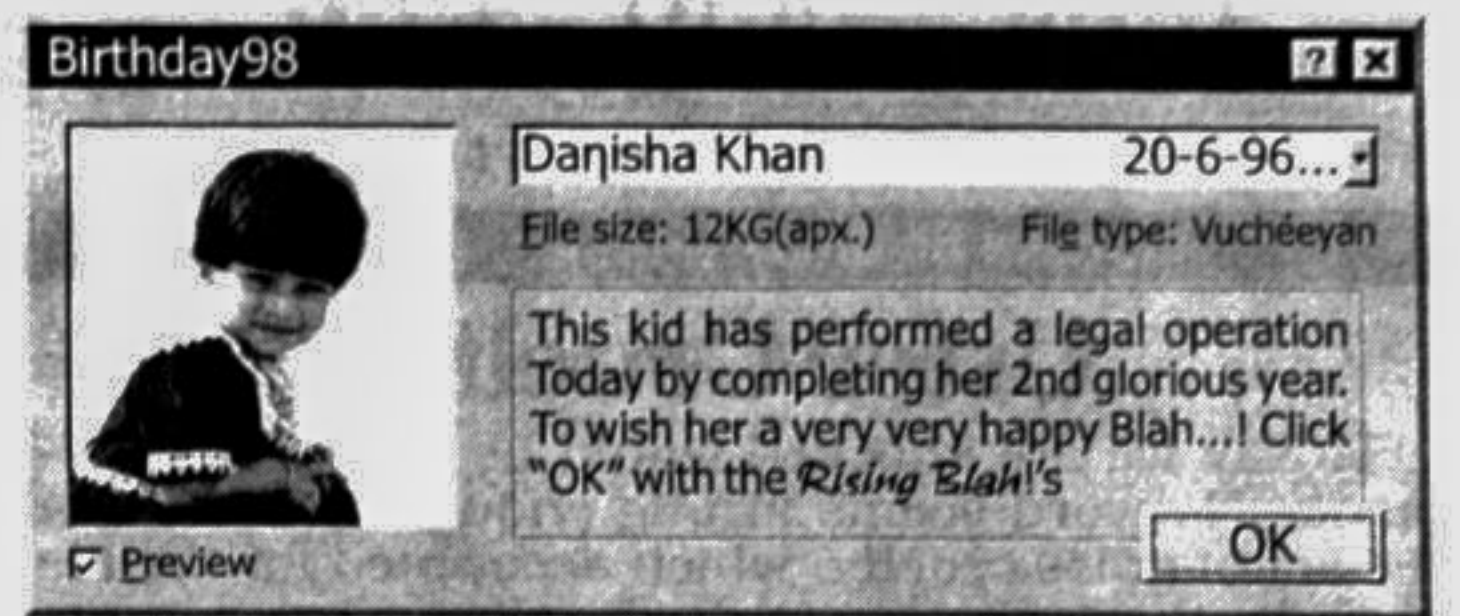 Birthday98
Daηisha Khan 20-6-96...
File size: 12KG(apx.) File type: Vuchéeyan
This kid has performed a legal operation
Today by completing her 2nd glorious year.
To wish her a very very happy Blah...! Click
"OK" with the Rising Blah!'s
OK
Preview